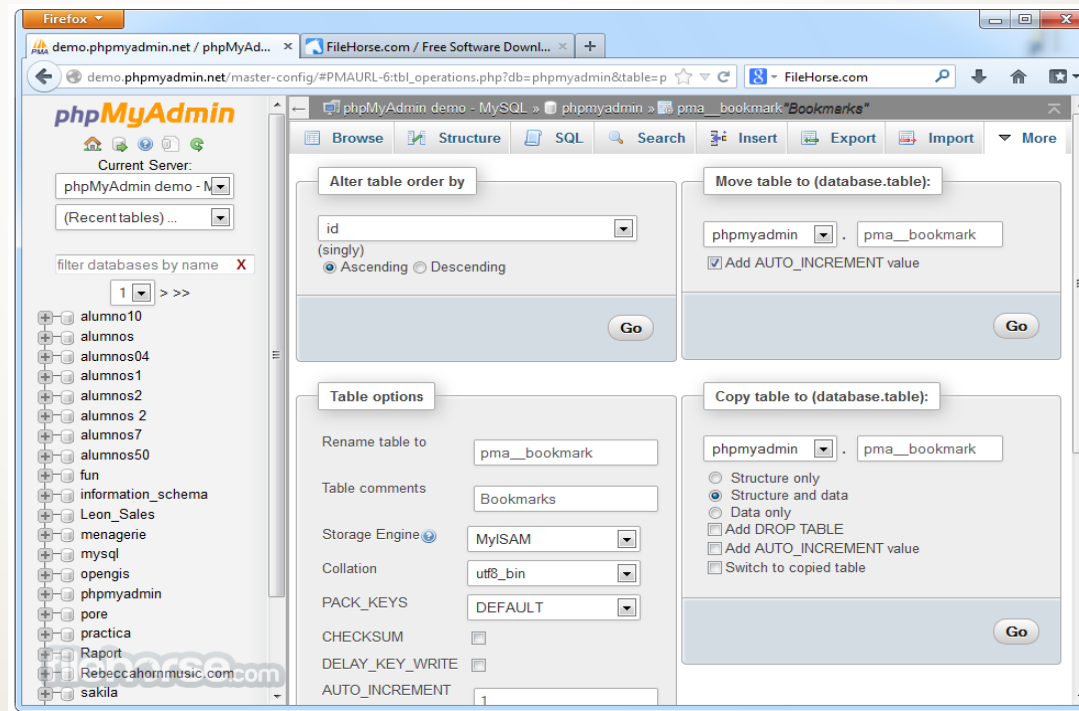 Firefox
demo.phpmyadmin.net / phpMyAd... ×
FileHorse.com / Free Software Downl... × +
demo.phpmyadmin.net/master-config/#PMAURL-6:tbl_operations.php?db=phpmyadmin&table=p
FileHorse.com
phpMyAdmin
Current Server:
phpMyAdmin demo - M
(Recent tables) ...
filter databases by name X
1 > >>
alumno10
alumnos
alumnos04
alumnos1
alumnos2
alumnos 2
alumnos7
alumnos50
fun
information_schema
Leon_Sales
menagerie
mysql
opengis
phpmyadmin
pore
practica
Raport
Rebeccahornmusic.com
sakila
filehorse.com
phpMyAdmin demo - MySQL » phpmyadmin » pma__bookmark "Bookmarks"
Browse Structure SQL Search Insert Export Import More
Alter table order by
id
(singly)
Ascending Descending
Go
Move table to (database.table):
phpmyadmin . pma__bookmark
Add AUTO_INCREMENT value
Go
Table options
Rename table to pma__bookmark
Table comments Bookmarks
Storage Engine MyISAM
Collation utf8_bin
PACK_KEYS DEFAULT
CHECKSUM
DELAY_KEY_WRITE
AUTO_INCREMENT 1
Copy table to (database.table):
phpmyadmin . pma__bookmark
Structure only
Structure and data
Data only
Add DROP TABLE
Add AUTO_INCREMENT value
Switch to copied table
Go